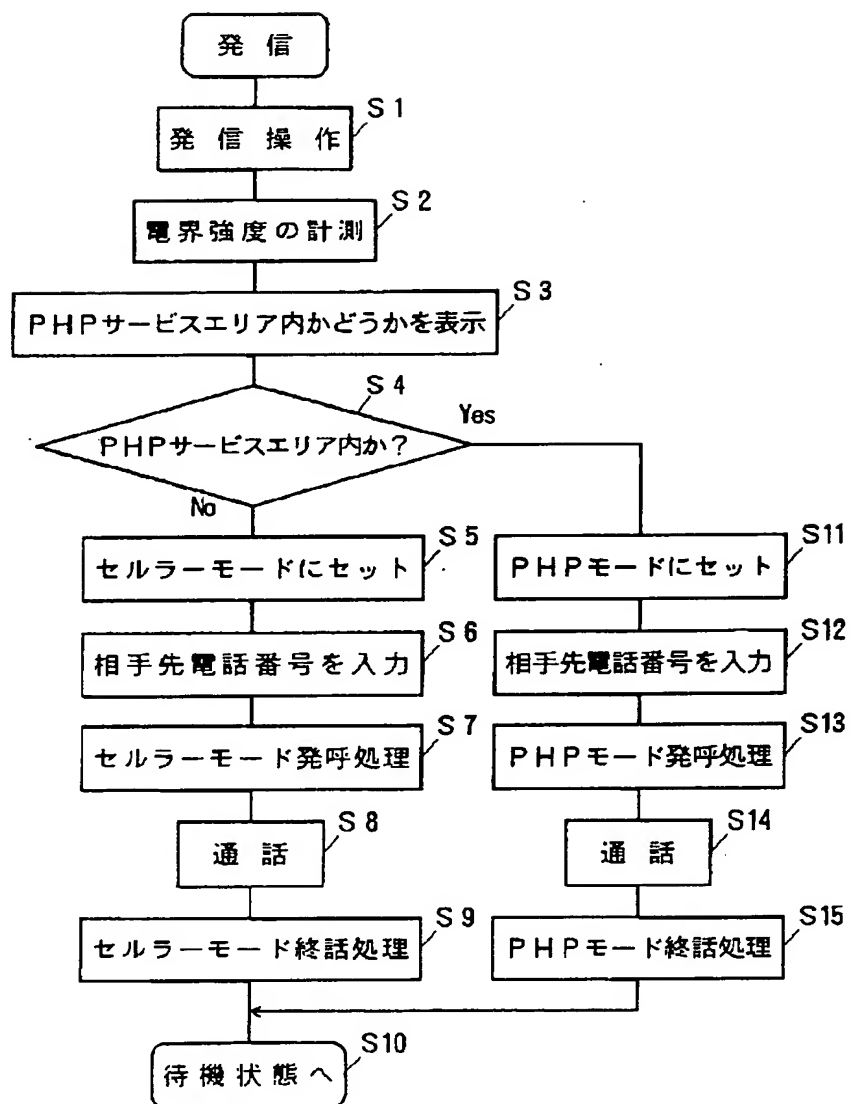 発信
S1
発信操作
S2
電界強度の計測
S3
PHPサービスエリア内かどうかを表示
S4
PHPサービスエリア内か?
Yes
No
S5
セルラーモードにセット
S6
相手先電話番号を入力
S7
セルラーモード発呼処理
S8
通話
S9
セルラーモード終話処理
S11
PHPモードにセット
S12
相手先電話番号を入力
S13
PHPモード発呼処理
S14
通話
S15
PHPモード終話処理
S10
待機状態へ